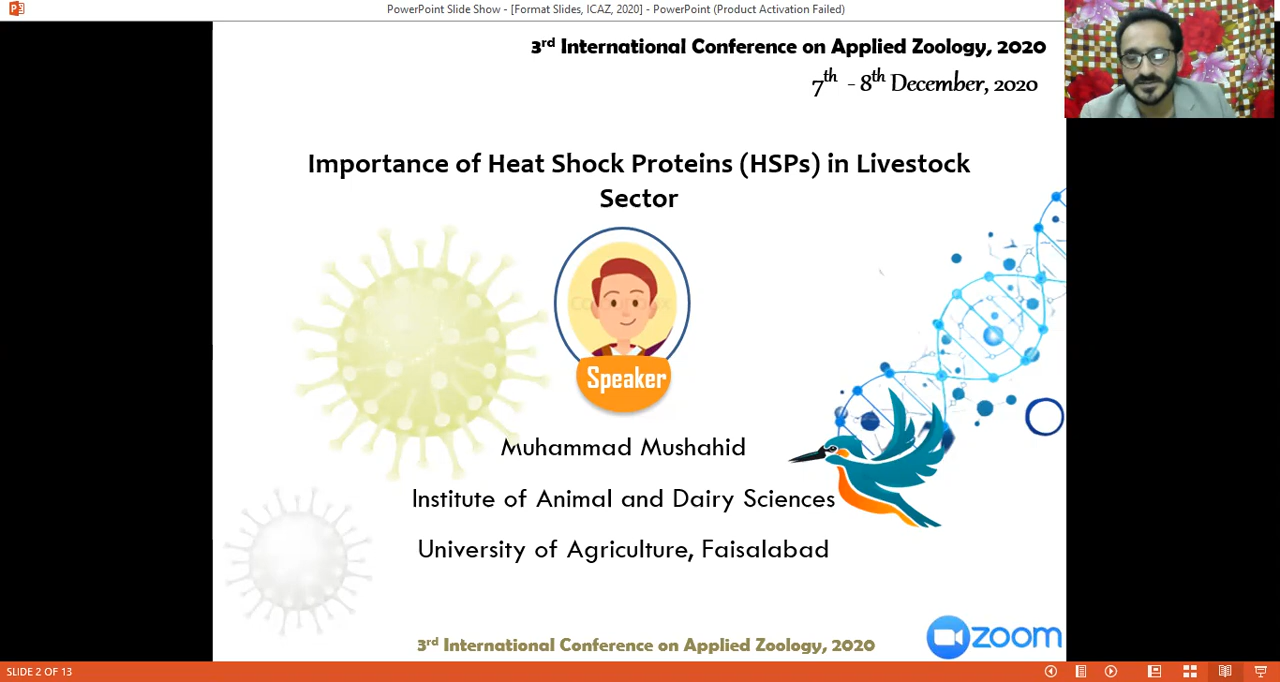 PowerPoint Slide Show - [Format Slides, ICAZ, 2020] - PowerPoint (Product Activation Failed)
3rd International Conference on Applied Zoology, 2020
7th - 8th December, 2020
Importance of Heat Shock Proteins (HSPs) in Livestock
Sector
Speaker
Muhammad Mushahid
Institute of Animal and Dairy Sciences
University of Agriculture, Faisalabad
3rd International Conference on Applied Zoology, 2020
zoom
SLIDE 2 OF 13